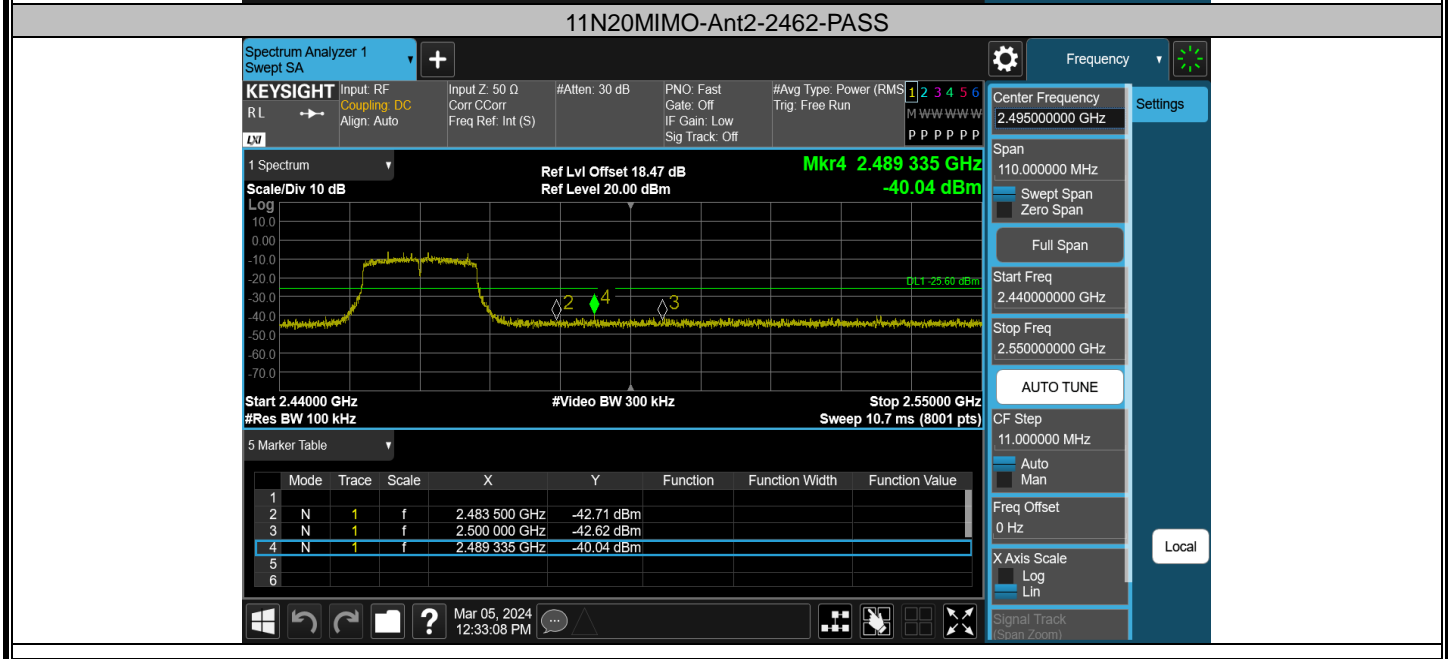 11N20MIMO-Ant2-2462-PASS
Spectrum Analyzer 1
Swept SA
+
Frequency
KEYSIGHT
RL
LXI
Input: RF
Coupling: DC
Align: Auto
Input Z: 50 Ω
Corr CCorr
Freq Ref: Int (S)
#Atten: 30 dB
PNO: Fast
Gate: Off
IF Gain: Low
Sig Track: Off
#Avg Type: Power (RMS
Trig: Free Run
1 2 3 4 5 6
M W W W W W
P P P P P P
1 Spectrum
Scale/Div 10 dB
Log
Ref Lvl Offset 18.47 dB
Ref Level 20.00 dBm
Mkr4 2.489 335 GHz
-40.04 dBm
10.0
0.00
-10.0
-20.0
-30.0
-40.0
-50.0
-60.0
-70.0
DL1 -25.60 dBm
2
4
3
Start 2.44000 GHz
#Video BW 300 kHz
Stop 2.55000 GHz
#Res BW 100 kHz
Sweep 10.7 ms (8001 pts)
5 Marker Table
Mode Trace Scale X Y Function Function Width Function Value
1
2 N 1 f 2.483 500 GHz -42.71 dBm
3 N 1 f 2.500 000 GHz -42.62 dBm
4 N 1 f 2.489 335 GHz -40.04 dBm
5
6
?
Mar 05, 2024
12:33:08 PM
Center Frequency
2.495000000 GHz
Span
110.000000 MHz
Swept Span
Zero Span
Full Span
Start Freq
2.440000000 GHz
Stop Freq
2.550000000 GHz
AUTO TUNE
CF Step
11.000000 MHz
Auto
Man
Freq Offset
0 Hz
X Axis Scale
Log
Lin
Signal Track
(Span Zoom)
Settings
Local